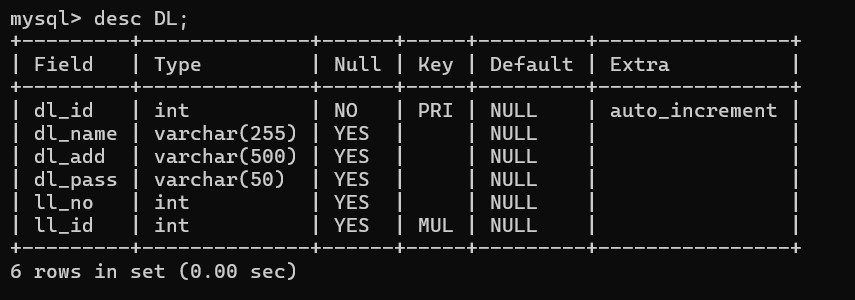 mysql> desc DL;
+---------+--------------+------+-----+---------+----------------+
| Field   | Type         | Null | Key | Default | Extra          |
+---------+--------------+------+-----+---------+----------------+
| dl_id   | int          | NO   | PRI | NULL    | auto_increment |
| dl_name | varchar(255) | YES  |     | NULL    |                |
| dl_add  | varchar(500) | YES  |     | NULL    |                |
| dl_pass | varchar(50)  | YES  |     | NULL    |                |
| ll_no   | int          | YES  |     | NULL    |                |
| ll_id   | int          | YES  | MUL | NULL    |                |
+---------+--------------+------+-----+---------+----------------+
6 rows in set (0.00 sec)